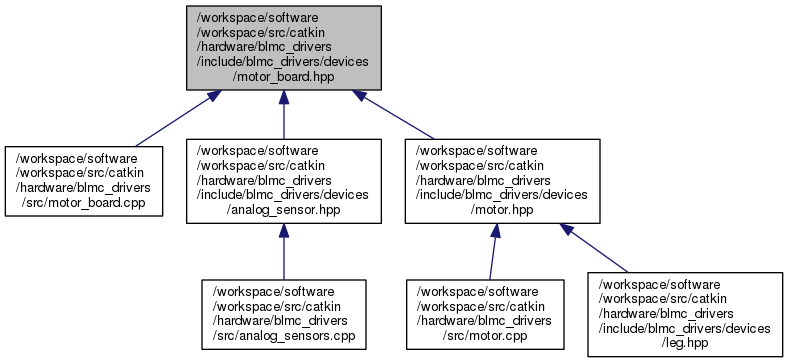 /workspace/software
/workspace/src/catkin
/hardware/blmc_drivers
/include/blmc_drivers/devices
/motor_board.hpp
/workspace/software
/workspace/src/catkin
/hardware/blmc_drivers
/src/motor_board.cpp
/workspace/software
/workspace/src/catkin
/hardware/blmc_drivers
/include/blmc_drivers/devices
/analog_sensor.hpp
/workspace/software
/workspace/src/catkin
/hardware/blmc_drivers
/include/blmc_drivers/devices
/motor.hpp
/workspace/software
/workspace/src/catkin
/hardware/blmc_drivers
/src/analog_sensors.cpp
/workspace/software
/workspace/src/catkin
/hardware/blmc_drivers
/src/motor.cpp
/workspace/software
/workspace/src/catkin
/hardware/blmc_drivers
/include/blmc_drivers/devices
/leg.hpp